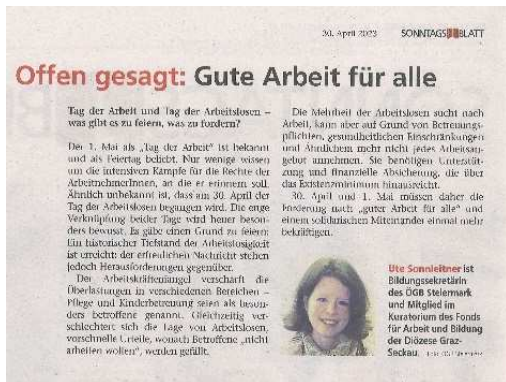 30. April 2023 SONNTAGSBLATT
Offen gesagt: Gute Arbeit für alle
Tag der Arbeit und Tag der Arbeitslosen –
was gibt es zu feiern, was zu fordern?
Der 1. Mai als „Tag der Arbeit“ ist bekannt
und als Feiertag beliebt. Nur wenige wissen
um die intensiven Kämpfe für die Rechte der
ArbeitnehmerInnen, an die er erinnern soll.
Ähnlich unbekannt ist, dass am 30. April der
Tag der Arbeitslosen begangen wird. Die enge
Verknüpfung beider Tage wird heuer beson-
ders bewusst. Es gäbe einen Grund zu feiern:
Ein historischer Tiefstand der Arbeitslosigkeit
ist erreicht; der erfreulichen Nachricht stehen
jedoch Herausforderungen gegenüber.
Der Arbeitskräftemangel verschärft die
Überlastungen in verschiedenen Bereichen –
Pflege und Kinderbetreuung seien als beson-
ders betroffene genannt. Gleichzeitig ver-
schlechtert sich die Lage von Arbeitslosen,
vorschnelle Urteile, wonach Betroffene „nicht
arbeiten wollen“, werden gefällt.
Die Mehrheit der Arbeitslosen sucht nach
Arbeit, kann aber auf Grund von Betreuungs-
pflichten, gesundheitlichen Einschränkungen
und Ähnlichem mehr nicht jedes Arbeitsan-
gebot annehmen. Sie benötigen Unterstüt-
zung und finanzielle Absicherung, die über
das Existenzminimum hinausreicht.
30. April und 1. Mai müssen daher die
Forderung nach „guter Arbeit für alle“ und
einem solidarischen Miteinander einmal mehr
bekräftigen.
Ute Sonnleitner ist
Bildungssekretärin
des ÖGB Steiermark
und Mitglied im
Kuratorium des Fonds
für Arbeit und Bildung
der Diözese Graz-
Seckau.